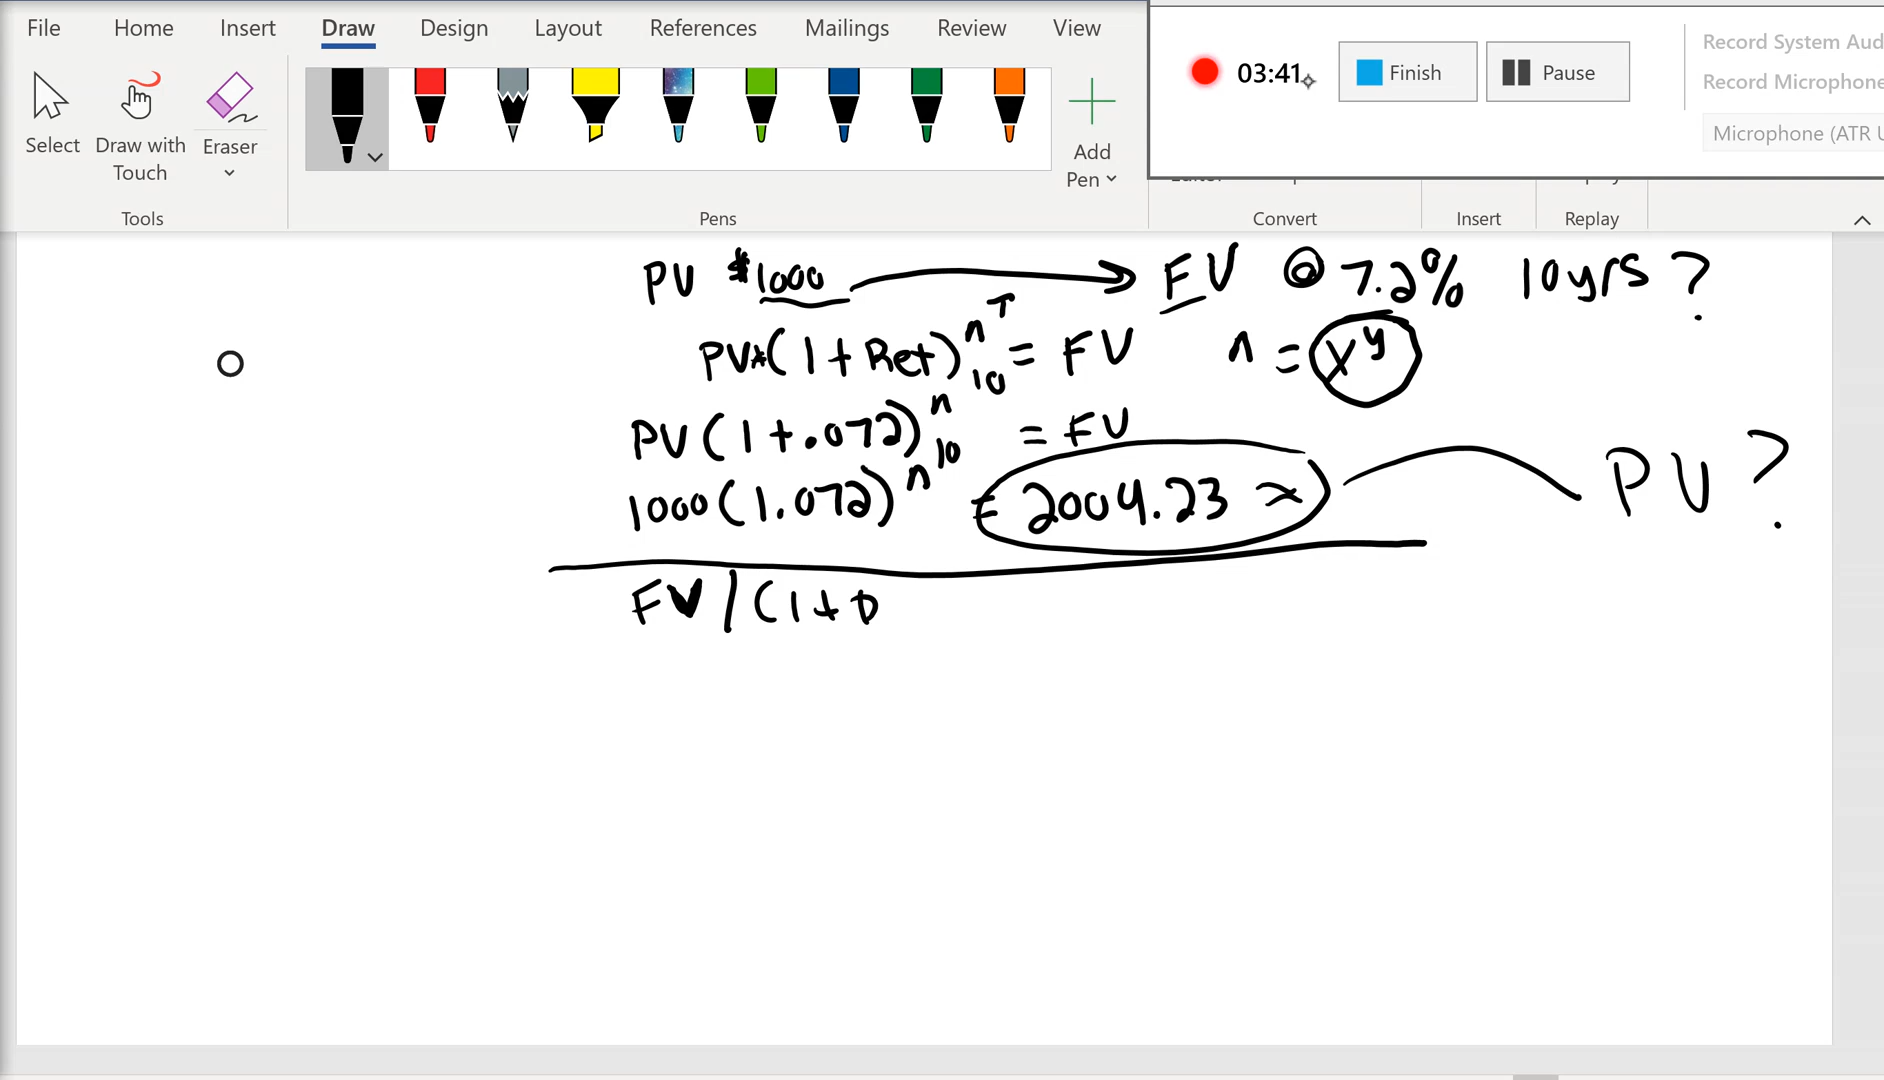 File Home Insert Draw Design Layout References Mailings Review View
03:41 Finish Pause
Record System Aud
Record Microphone
Microphone (ATR U
Select Draw with Touch Eraser
Add Pen
Tools Pens Convert Insert Replay
PV $1000 → FV @ 7.2% 10yrs ?
PV*(1+Ret)^n T = FV n = x^y
10
PV(1+.072)^n = FV
10
1000(1.072)^n = 2004.23 ≈ PV?
FV/(1+D